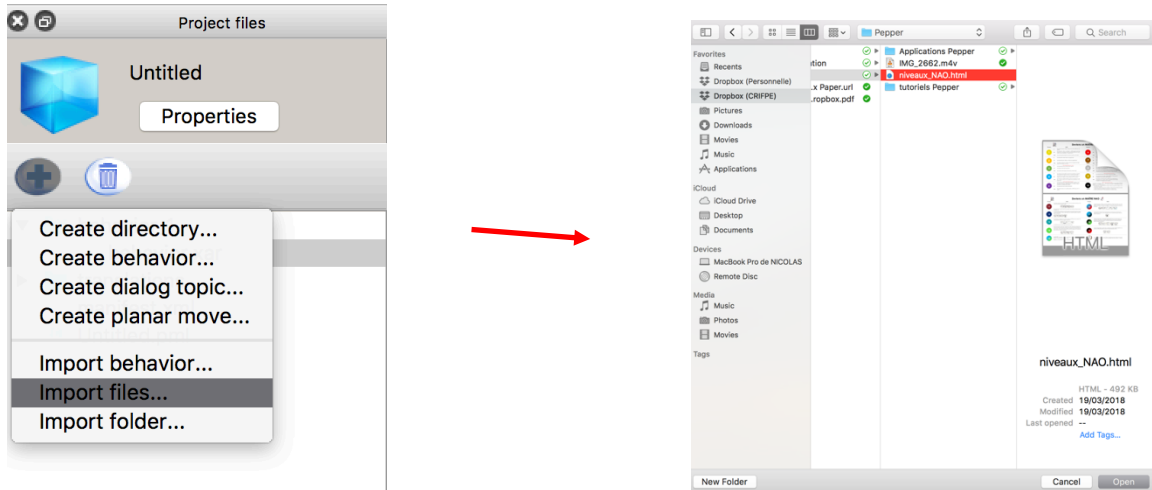 Project files
Untitled
Properties
Create directory...
Create behavior...
Create dialog topic...
Create planar move...
Import behavior...
Import files...
Import folder...
Pepper
Search
Favorites
Recents
Dropbox (Personnelle)
Dropbox (CRIFPE)
Pictures
Downloads
Movies
Music
Applications
iCloud
iCloud Drive
Desktop
Documents
Devices
MacBook Pro de NICOLAS
Remote Disc
Media
Music
Photos
Movies
Tags
.x Paper.url
.ropbox.pdf
Applications Pepper
IMG_2662.m4v
niveaux_NAO.html
tutoriels Pepper
HTML
niveaux_NAO.html
HTML - 492 KB
Created 19/03/2018
Modified 19/03/2018
Last opened --
Add Tags...
New Folder
Cancel
Open